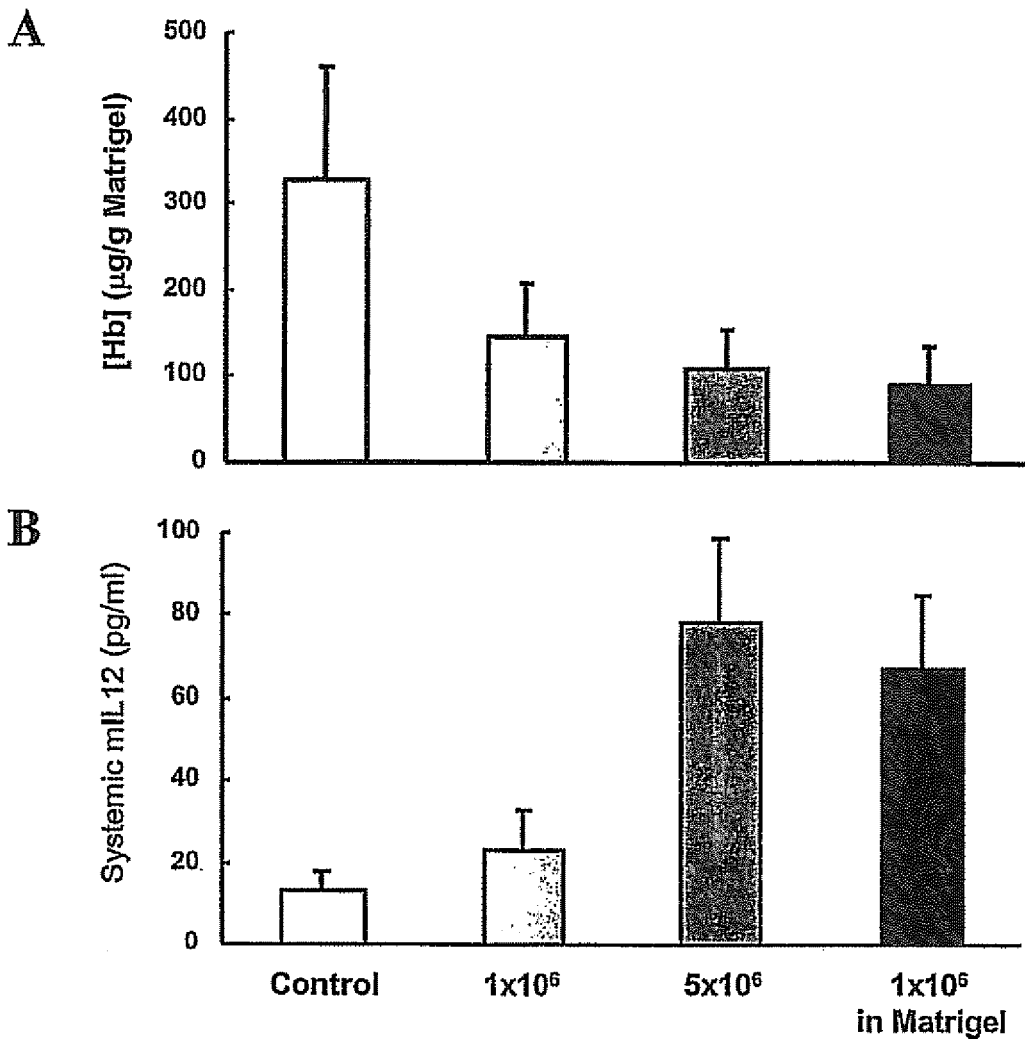 A
[Hb] (µg/g Matrigel)
500
400
300
200
100
0
B
Systemic mIL12 (pg/ml)
100
80
60
40
20
0
Control
1x10⁶
5x10⁶
1x10⁶
in Matrigel